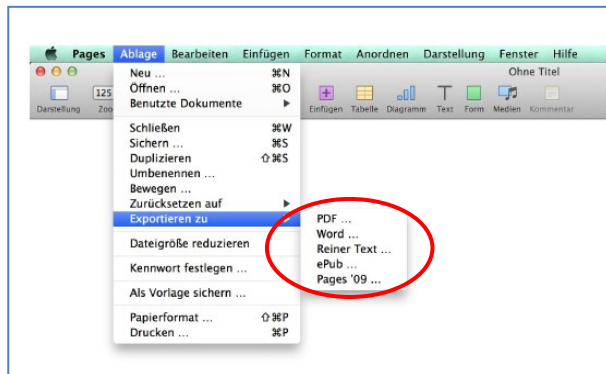 Pages Ablage Bearbeiten Einfügen Format Anordnen Darstellung Fenster Hilfe
Ohne Titel
125
Darstellung Zoo Einfügen Tabelle Diagramm Text Form Medien Kommentar
Neu ... ⌘N
Öffnen ... ⌘O
Benutzte Dokumente ▶
Schließen ⌘W
Sichern ... ⌘S
Duplizieren ⇧⌘S
Umbenennen ...
Bewegen ...
Zurücksetzen auf ▶
Exportieren zu
PDF ...
Word ...
Reiner Text ...
ePub ...
Pages '09 ...
Dateigröße reduzieren
Kennwort festlegen ...
Als Vorlage sichern ...
Papierformat ... ⇧⌘P
Drucken ... ⌘P